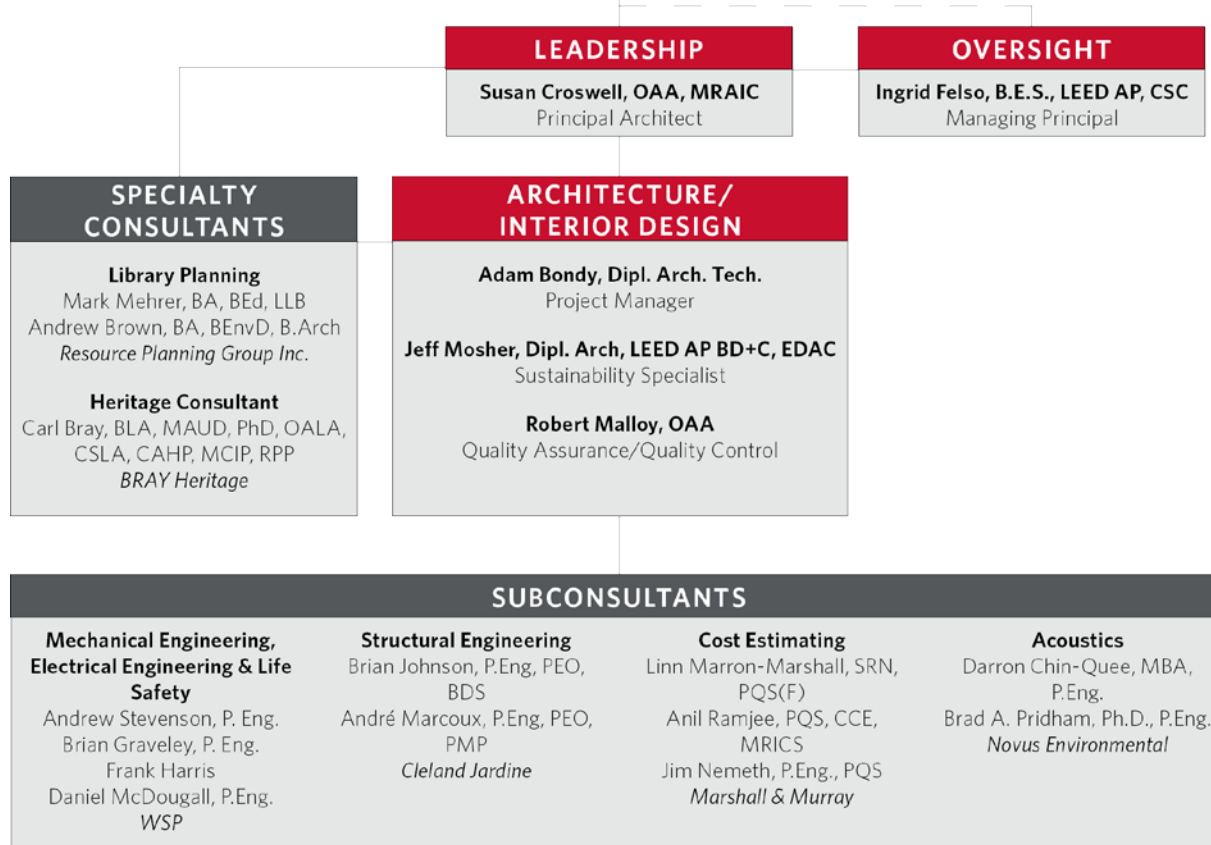 LEADERSHIP
Susan Croswell, OAA, MRAIC
Principal Architect
OVERSIGHT
Ingrid Felso, B.E.S., LEED AP, CSC
Managing Principal
SPECIALTY
CONSULTANTS
Library Planning
Mark Mehrer, BA, BEd, LLB
Andrew Brown, BA, BEnvD, B.Arch
Resource Planning Group Inc.
Heritage Consultant
Carl Bray, BLA, MAUD, PhD, OALA,
CSLA, CAHP, MCIP, RPP
BRAY Heritage
ARCHITECTURE/
INTERIOR DESIGN
Adam Bondy, Dipl. Arch. Tech.
Project Manager
Jeff Mosher, Dipl. Arch, LEED AP BD+C, EDAC
Sustainability Specialist
Robert Malloy, OAA
Quality Assurance/Quality Control
SUBCONSULTANTS
Mechanical Engineering,
Electrical Engineering & Life
Safety
Andrew Stevenson, P. Eng.
Brian Graveley, P. Eng.
Frank Harris
Daniel McDougall, P.Eng.
WSP
Structural Engineering
Brian Johnson, P.Eng, PEO,
BDS
André Marcoux, P.Eng, PEO,
PMP
Cleland Jardine
Cost Estimating
Linn Marron-Marshall, SRN,
PQS(F)
Anil Ramjee, PQS, CCE,
MRICS
Jim Nemeth, P.Eng., PQS
Marshall & Murray
Acoustics
Darron Chin-Quee, MBA,
P.Eng.
Brad A. Pridham, Ph.D., P.Eng.
Novus Environmental